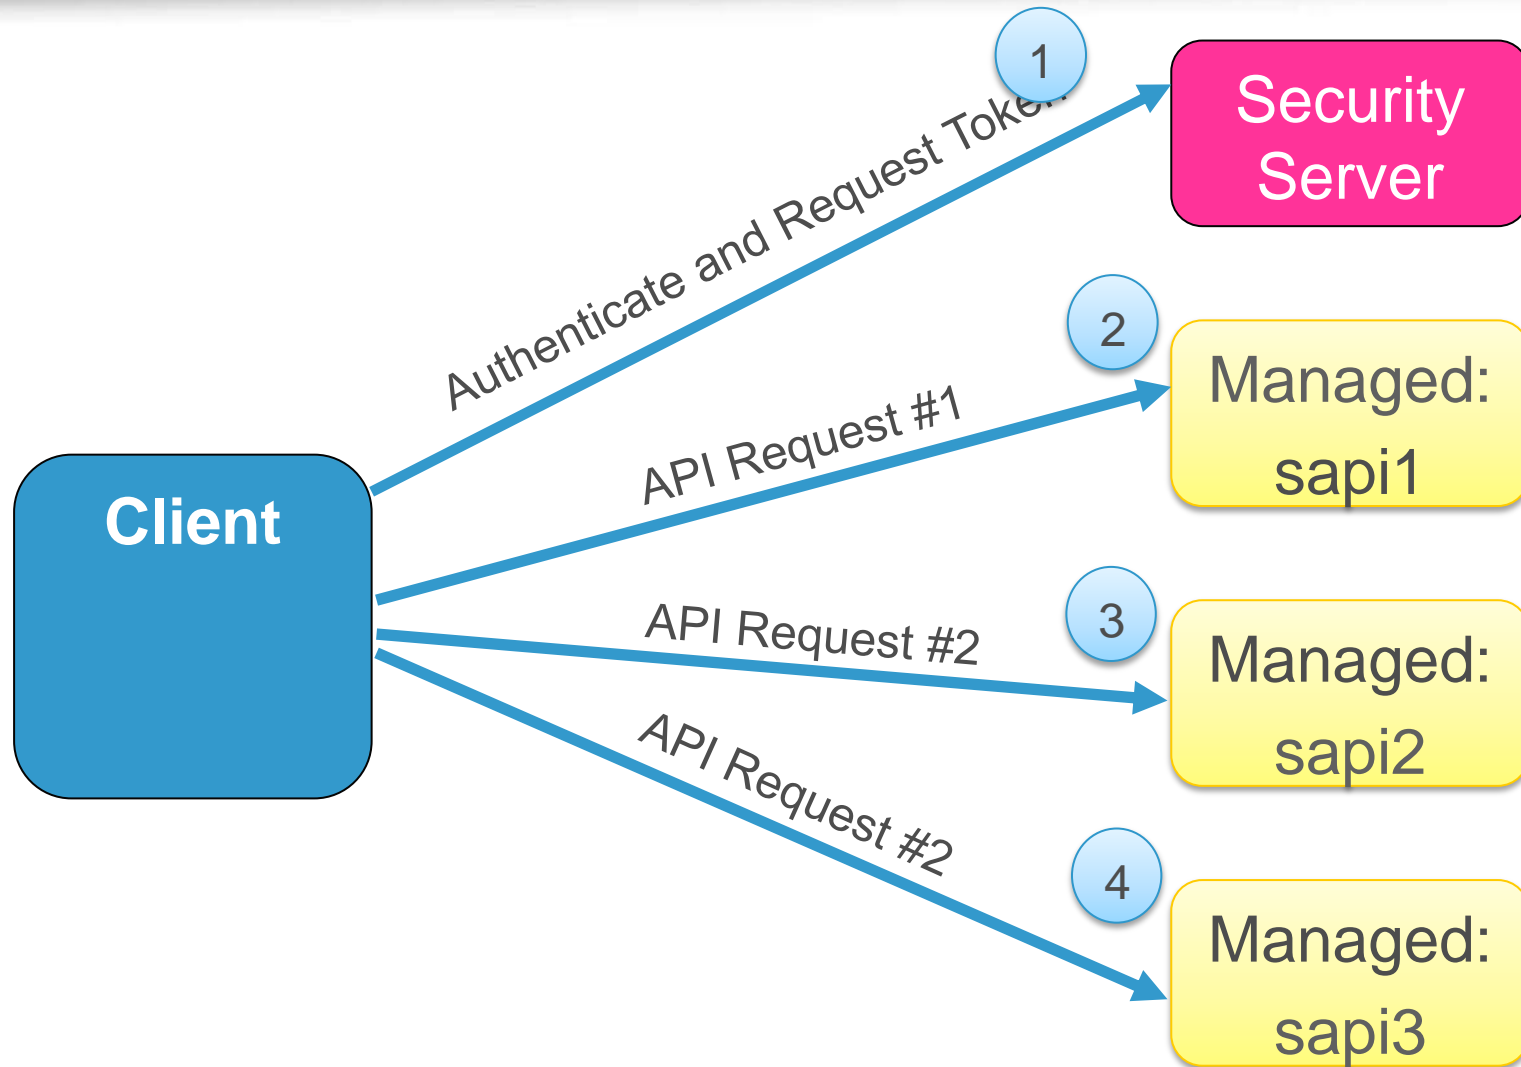 1
Authenticate and Request Token
Security
Server
2
API Request #1
Managed:
sapi1
Client
3
API Request #2
Managed:
sapi2
4
API Request #2
Managed:
sapi3